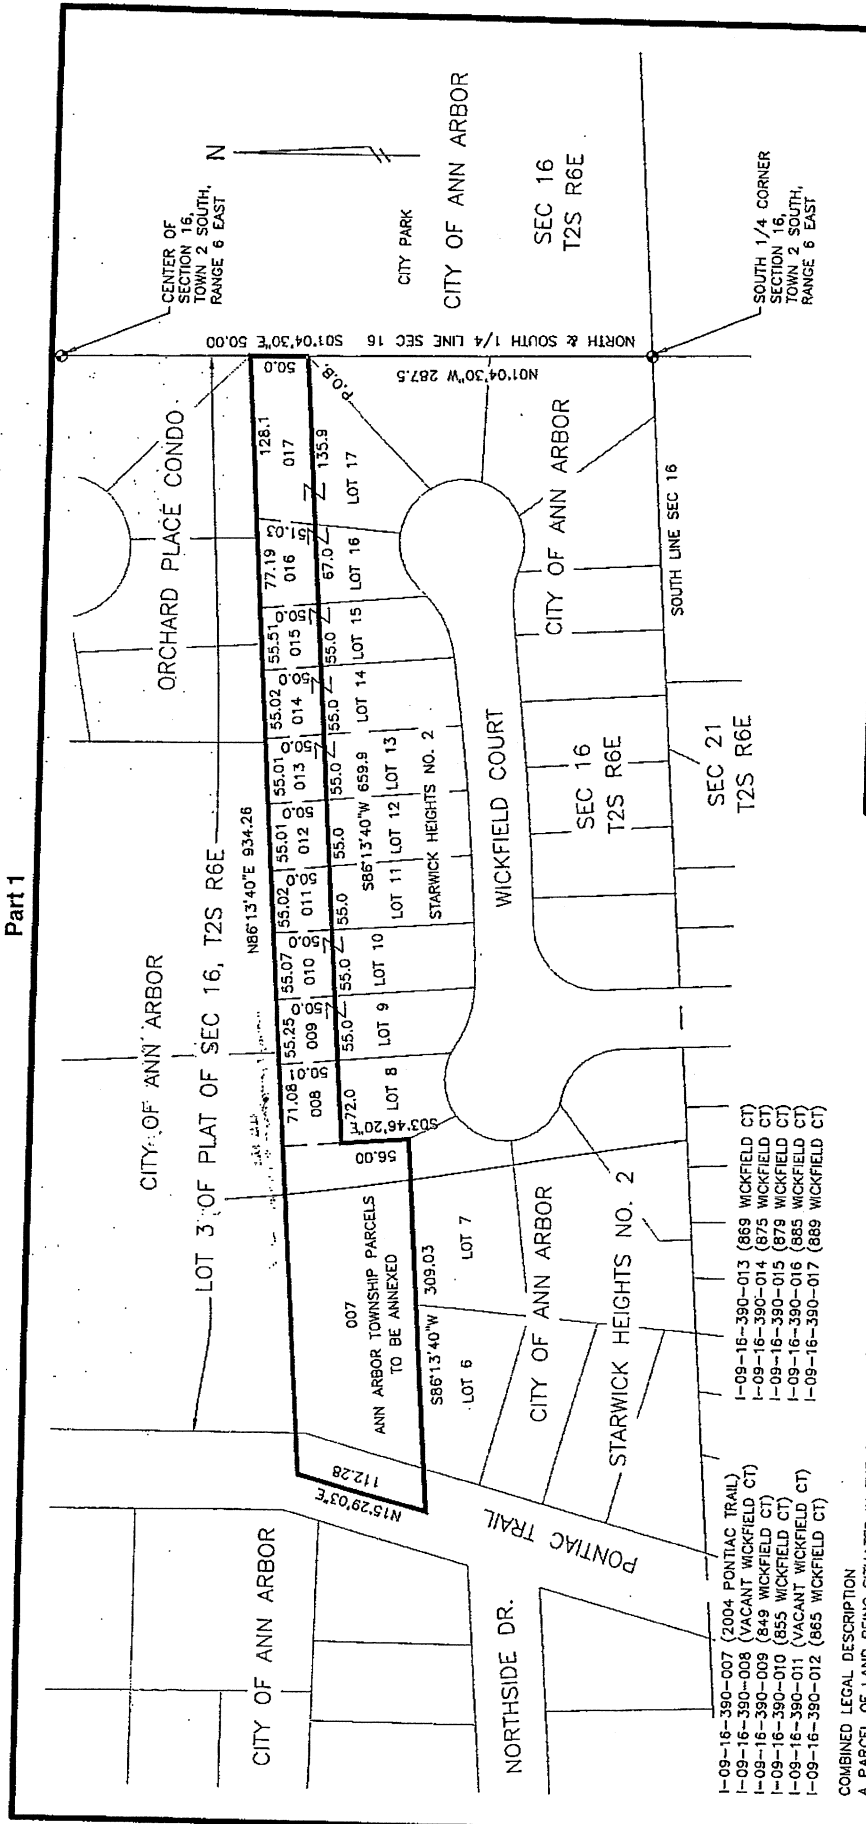 Part 1
CENTER OF
SECTION 16,
TOWN 2 SOUTH,
RANGE 6 EAST
N
CITY PARK
CITY OF ANN ARBOR
SEC 16
T2S R6E
SOUTH 1/4 CORNER
SECTION 16,
TOWN 2 SOUTH,
RANGE 6 EAST
NORTH & SOUTH 1/4 LINE SEC 16
S01°04'30"E 50.00
N01°04'30"W 287.5
P.O.B.
ORCHARD PLACE CONDO
CITY OF ANN ARBOR
LOT 3 OF PLAT OF SEC 16, T2S R6E
N86°13'40"E 934.26
50.0
128.1
017
135.9
LOT 17
51.03
77.19
016
67.0
LOT 16
50.0
55.51
015
55.0
LOT 15
50.0
55.02
014
55.0
LOT 14
50.0
55.01
013
55.0
LOT 13
50.0
55.01
012
55.0
LOT 12
50.0
55.02
011
55.0
LOT 11
50.0
55.07
010
55.0
LOT 10
50.0
55.25
009
55.0
LOT 9
50.0
71.08
008
72.0
LOT 8
S86°13'40"W 659.9
STARWICK HEIGHTS NO. 2
S03°46'20"E
56.00
007
ANN ARBOR TOWNSHIP PARCELS
TO BE ANNEXED
S86°13'40"W 309.03
LOT 6
LOT 7
112.28
N15°29'03"E
WICKFIELD COURT
CITY OF ANN ARBOR
SOUTH LINE SEC 16
SEC 16
T2S R6E
SEC 21
T2S R6E
CITY OF ANN ARBOR
STARWICK HEIGHTS NO. 2
PONTIAC TRAIL
CITY OF ANN ARBOR
NORTHSIDE DR.
I-09-16-390-007 (2004 PONTIAC TRAIL)
I-09-16-390-008 (VACANT WICKFIELD CT)
I-09-16-390-009 (849 WICKFIELD CT)
I-09-16-390-010 (855 WICKFIELD CT)
I-09-16-390-011 (VACANT WICKFIELD CT)
I-09-16-390-012 (865 WICKFIELD CT)
I-09-16-390-013 (869 WICKFIELD CT)
I-09-16-390-014 (875 WICKFIELD CT)
I-09-16-390-015 (879 WICKFIELD CT)
I-09-16-390-016 (885 WICKFIELD CT)
I-09-16-390-017 (889 WICKFIELD CT)
COMBINED LEGAL DESCRIPTION
A PARCEL OF LAND BEING SITUATED